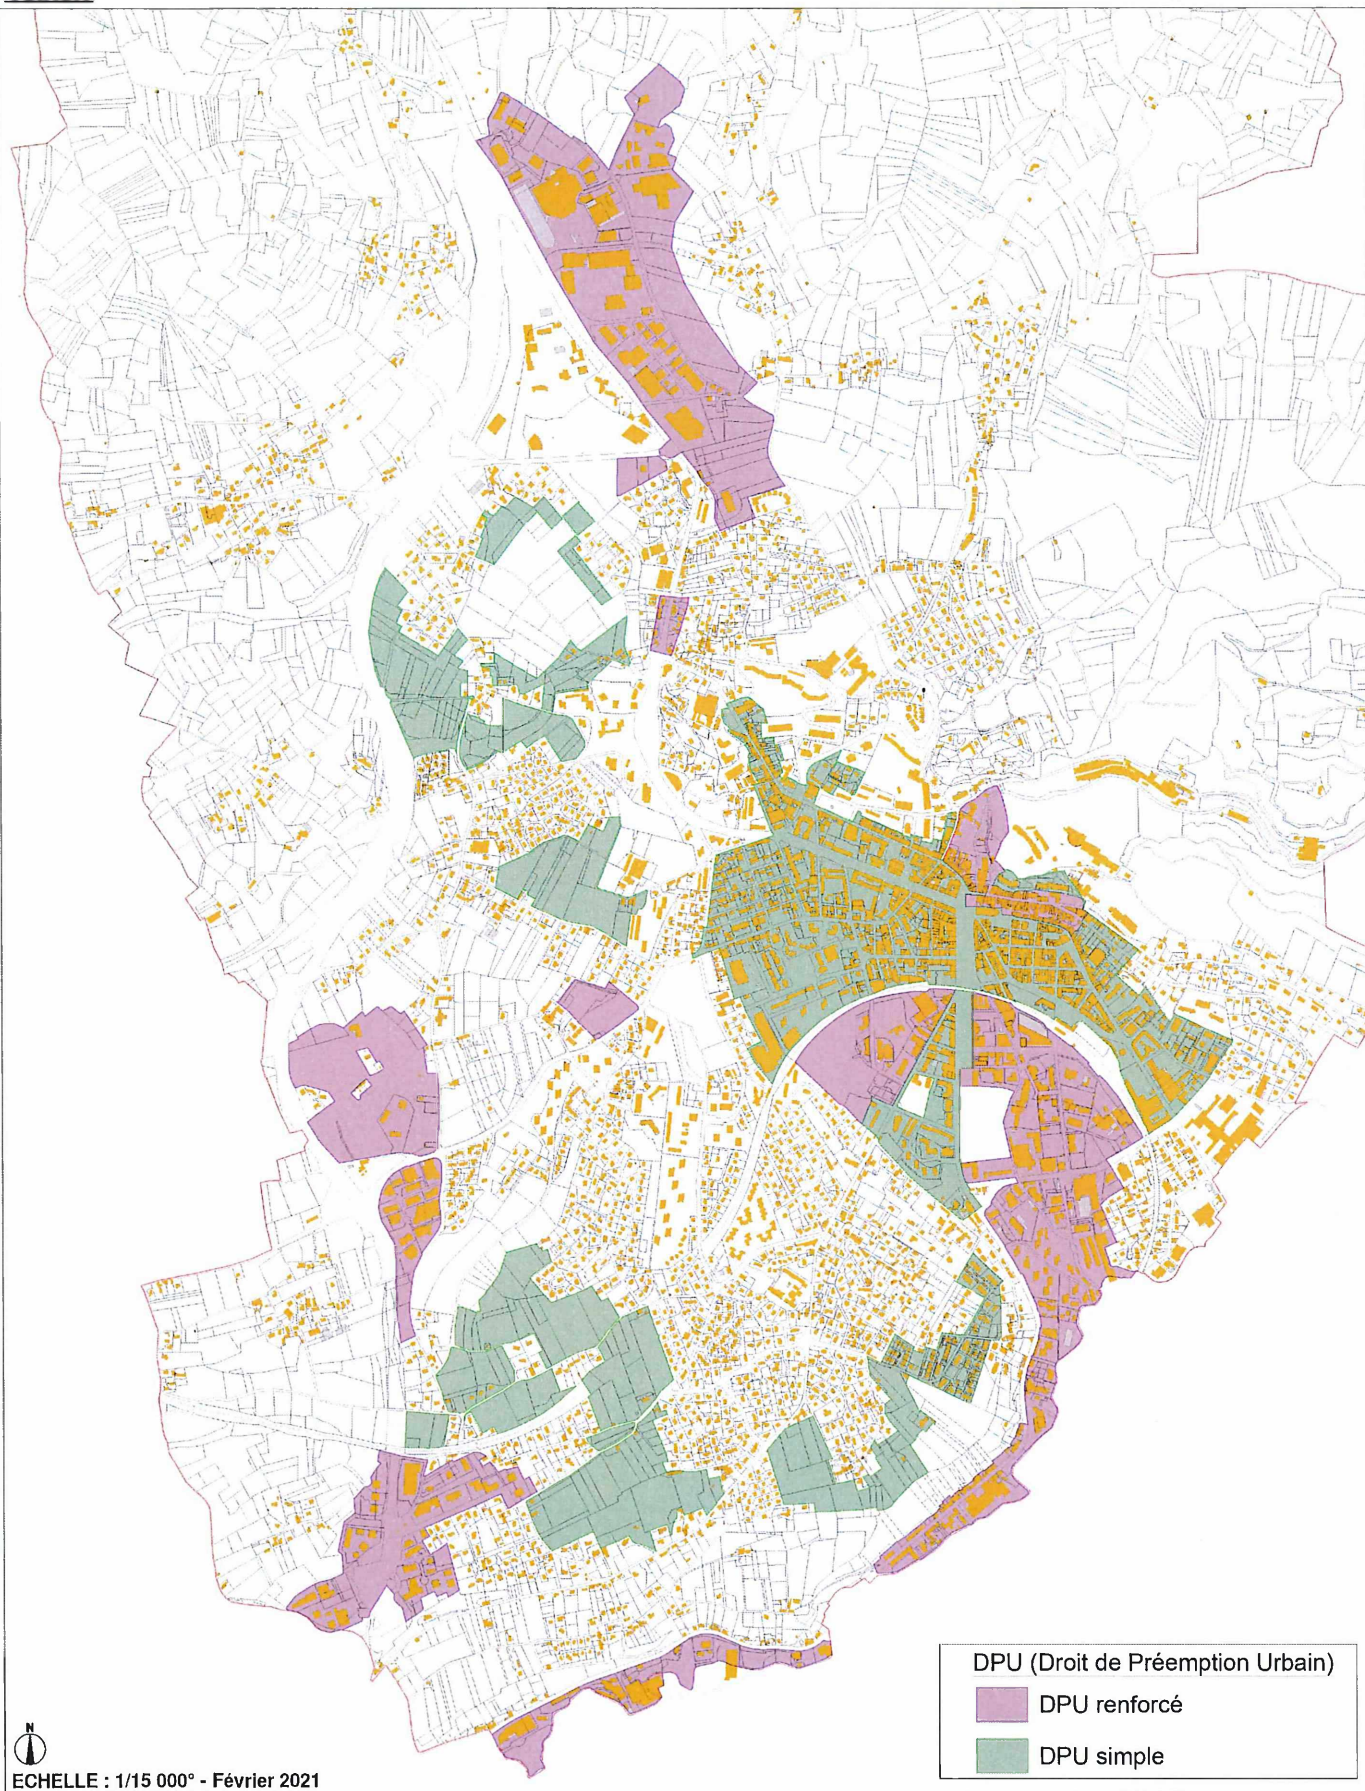 DPU (Droit de Préemption Urbain)
DPU renforcé
DPU simple
N
ECHELLE : 1/15 000° - Février 2021